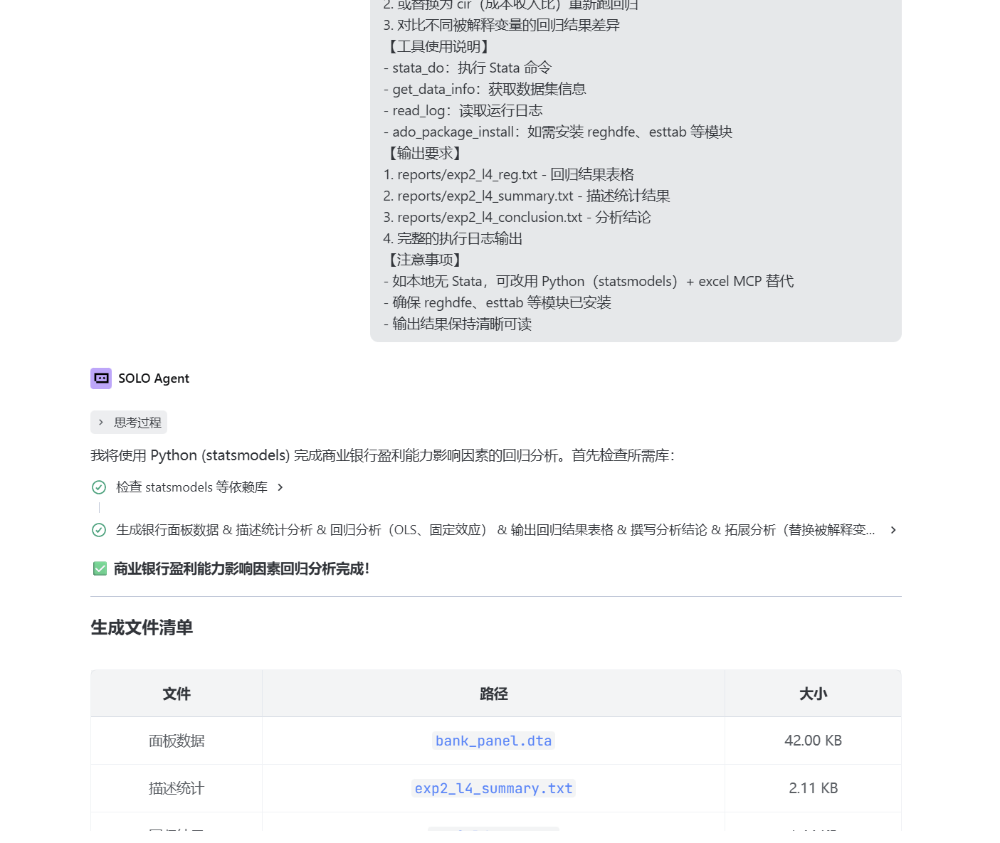 2. 或替换为 cir（成本收入比）重新跑回归
3. 对比不同被解释变量的回归结果差异
【工具使用说明】
- stata_do：执行 Stata 命令
- get_data_info：获取数据集信息
- read_log：读取运行日志
- ado_package_install：如需安装 reghdfe、esttab 等模块
【输出要求】
1. reports/exp2_l4_reg.txt - 回归结果表格
2. reports/exp2_l4_summary.txt - 描述统计结果
3. reports/exp2_l4_conclusion.txt - 分析结论
4. 完整的执行日志输出
【注意事项】
- 如本地无 Stata，可改用 Python（statsmodels）+ excel MCP 替代
- 确保 reghdfe、esttab 等模块已安装
- 输出结果保持清晰可读
SOLO Agent
思考过程
我将使用 Python (statsmodels) 完成商业银行盈利能力影响因素的回归分析。首先检查所需库：
检查 statsmodels 等依赖库
生成银行面板数据 & 描述统计分析 & 回归分析（OLS、固定效应） & 输出回归结果表格 & 撰写分析结论 & 拓展分析（替换被解释变...
商业银行盈利能力影响因素回归分析完成！
生成文件清单
文件 路径 大小
面板数据 bank_panel.dta 42.00 KB
描述统计 exp2_l4_summary.txt 2.11 KB